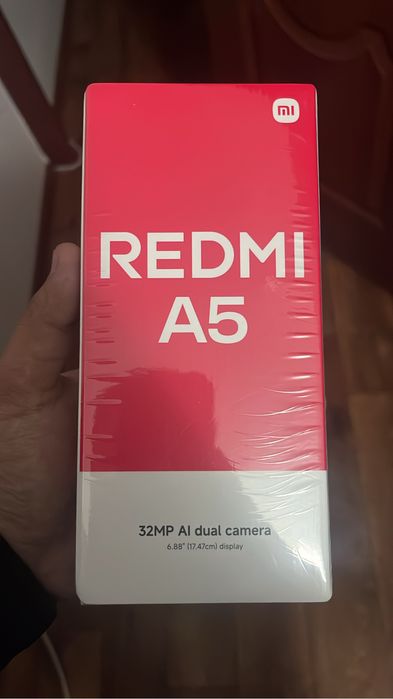 mi
REDMI
A5
32MP AI dual camera
6.88" (17.47cm) display